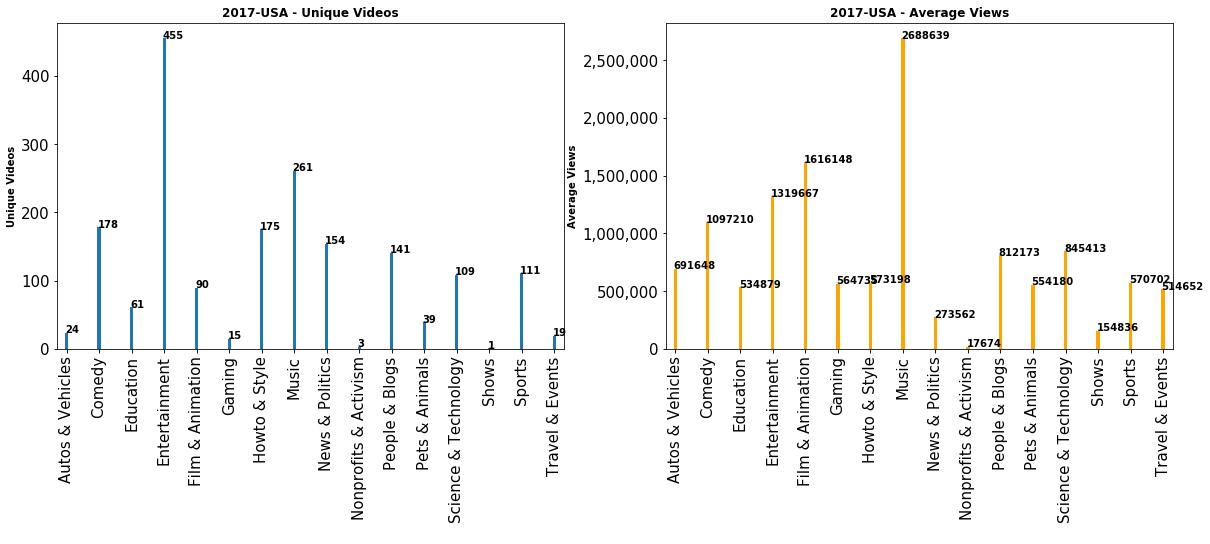 2017-USA - Unique Videos
Unique Videos
400
300
200
100
0
24
178
61
455
90
15
175
261
154
3
141
39
109
1
111
19
Autos & Vehicles
Comedy
Education
Entertainment
Film & Animation
Gaming
Howto & Style
Music
News & Politics
Nonprofits & Activism
People & Blogs
Pets & Animals
Science & Technology
Shows
Sports
Travel & Events
2017-USA - Average Views
Average Views
2,500,000
2,000,000
1,500,000
1,000,000
500,000
0
691648
1097210
534879
1319667
1616148
573198
2688639
273562
17674
812173
554180
845413
154836
570702
514652
Autos & Vehicles
Comedy
Education
Entertainment
Film & Animation
Gaming
Howto & Style
Music
News & Politics
Nonprofits & Activism
People & Blogs
Pets & Animals
Science & Technology
Shows
Sports
Travel & Events